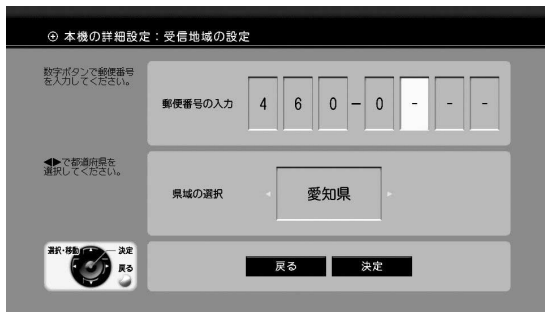 本機の詳細設定：受信地域の設定
数字ボタンで郵便番号
を入力してください。
郵便番号の入力 4 6 0 - 0 - - -
◀▶で都道府県を
選択してください。
県域の選択 愛知県
選択・移動 決定
戻る
戻る 決定